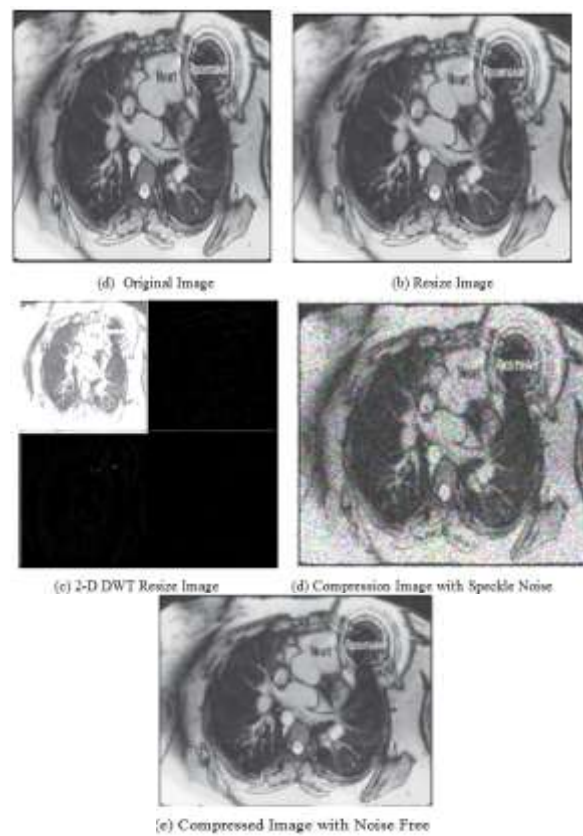 Heart
Heart
(d) Original Image
(b) Resize Image
(c) 2-D DWT Resize Image
(d) Compression Image with Speckle Noise
Heart
(e) Compressed Image with Noise Free